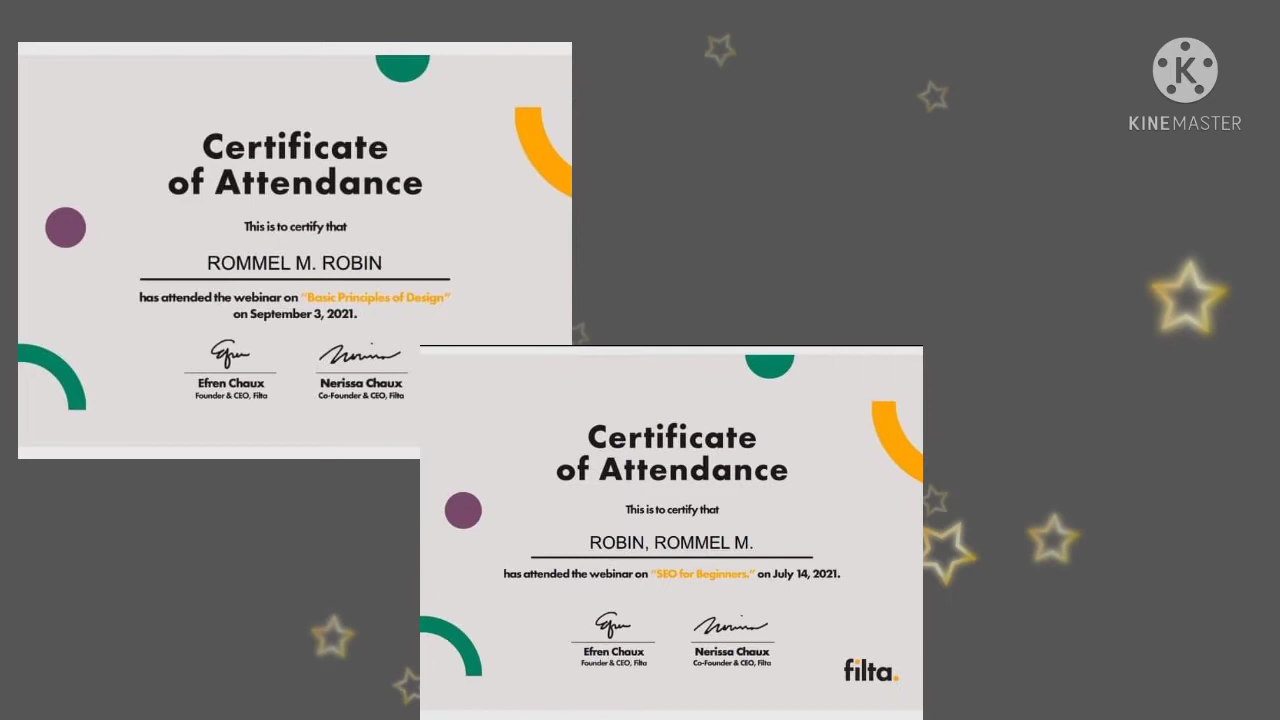 Certificate
of Attendance
This is to certify that
ROMMEL M. ROBIN
has attended the webinar on "Basic Principles of Design"
on September 3, 2021.
Efren Chaux
Founder & CEO, Filta
Nerissa Chaux
Co-Founder & CEO, Filta
K
KINEMASTER
Certificate
of Attendance
This is to certify that
ROBIN, ROMMEL M.
has attended the webinar on "SEO for Beginners." on July 14, 2021.
Efren Chaux
Founder & CEO, Filta
Nerissa Chaux
Co-Founder & CEO, Filta
filta.